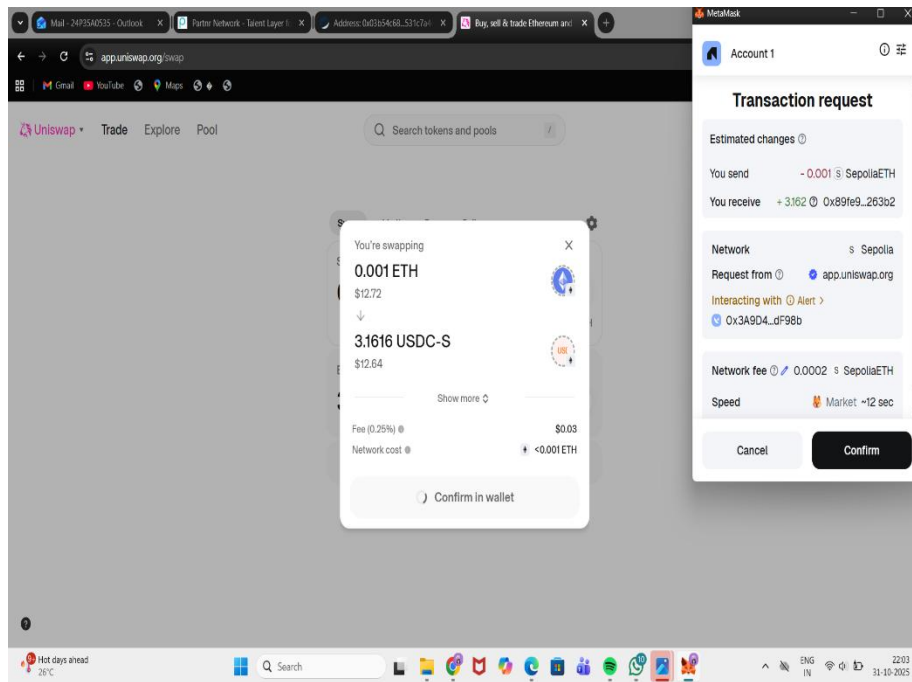 Mail - 24P35A0535 - Outlook
Partnr Network - Talent Layer f
Address: 0x03b54c68...531c7a4
Buy, sell & trade Ethereum and
app.uniswap.org/swap
Gmail
YouTube
Maps
Uniswap
Trade
Explore
Pool
Search tokens and pools
/
You're swapping
0.001 ETH
$12.72
3.1616 USDC-S
$12.64
Show more
Fee (0.25%)
$0.03
Network cost
<0.001 ETH
Confirm in wallet
MetaMask
Account 1
Transaction request
Estimated changes
You send
- 0.001 S SepoliaETH
You receive
+ 3.162 0x89fe9...263b2
Network
S Sepolia
Request from
app.uniswap.org
Interacting with Alert >
0x3A9D4...dF98b
Network fee
0.0002 S SepoliaETH
Speed
Market ~12 sec
Cancel
Confirm
Hot days ahead
26°C
Search
ENG
IN
22:03
31-10-2025